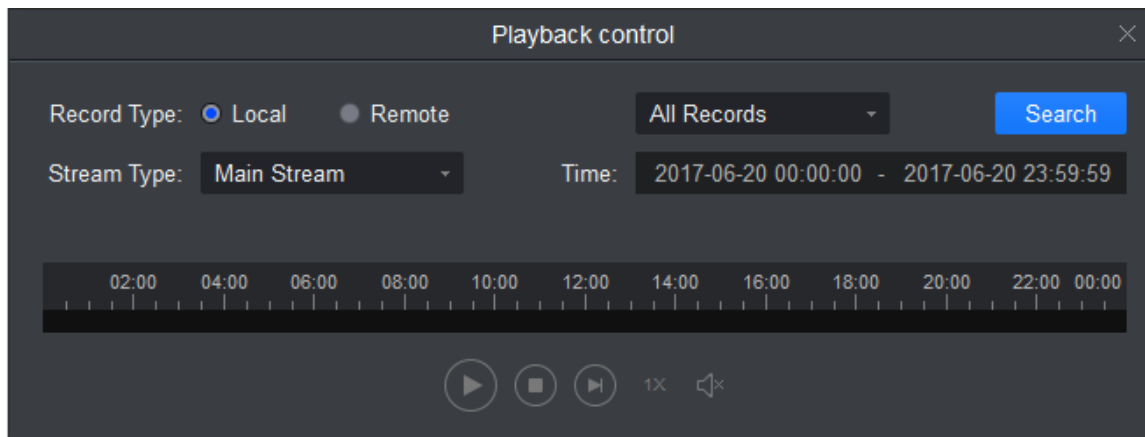 Playback control
Record Type: Local Remote All Records Search
Stream Type: Main Stream Time: 2017-06-20 00:00:00 - 2017-06-20 23:59:59
02:00 04:00 06:00 08:00 10:00 12:00 14:00 16:00 18:00 20:00 22:00 00:00
1X